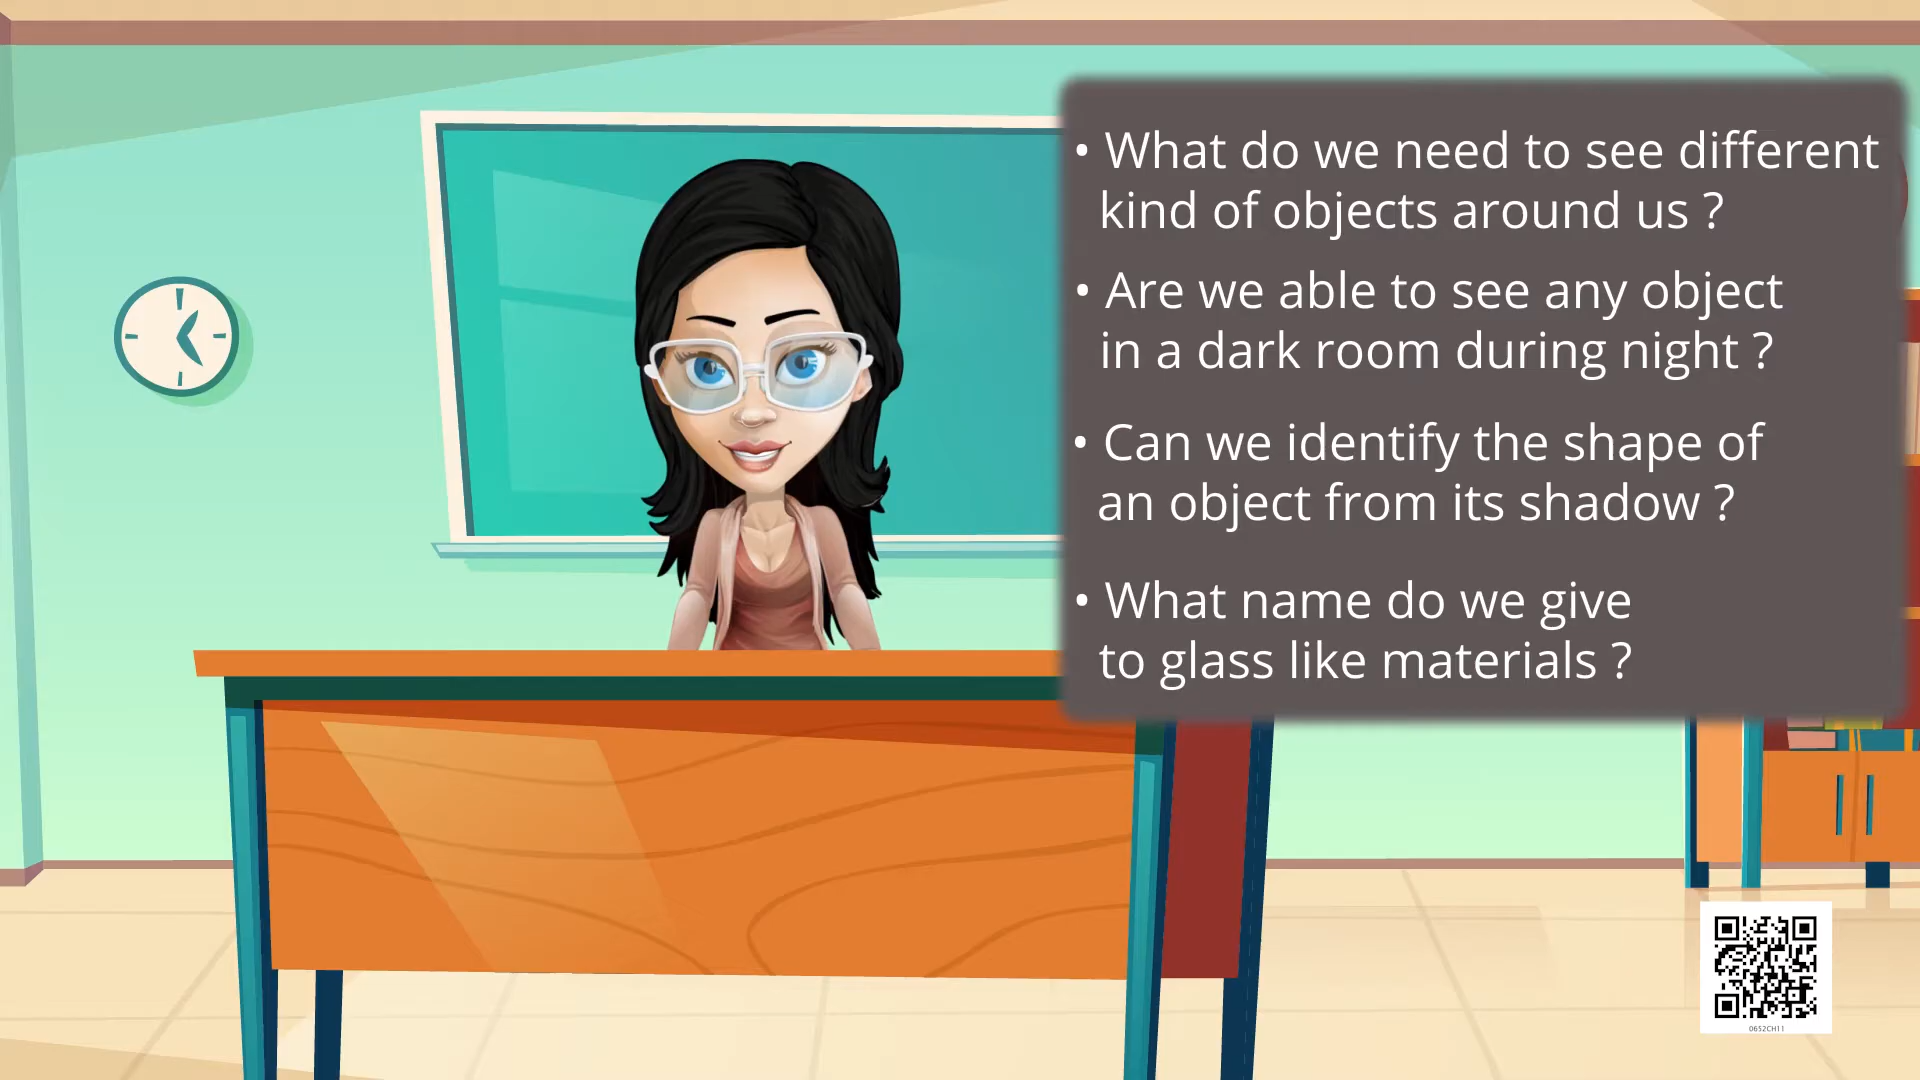 • What do we need to see different
kind of objects around us ?
• Are we able to see any object
in a dark room during night ?
• Can we identify the shape of
an object from its shadow ?
• What name do we give
to glass like materials ?
0652CH11